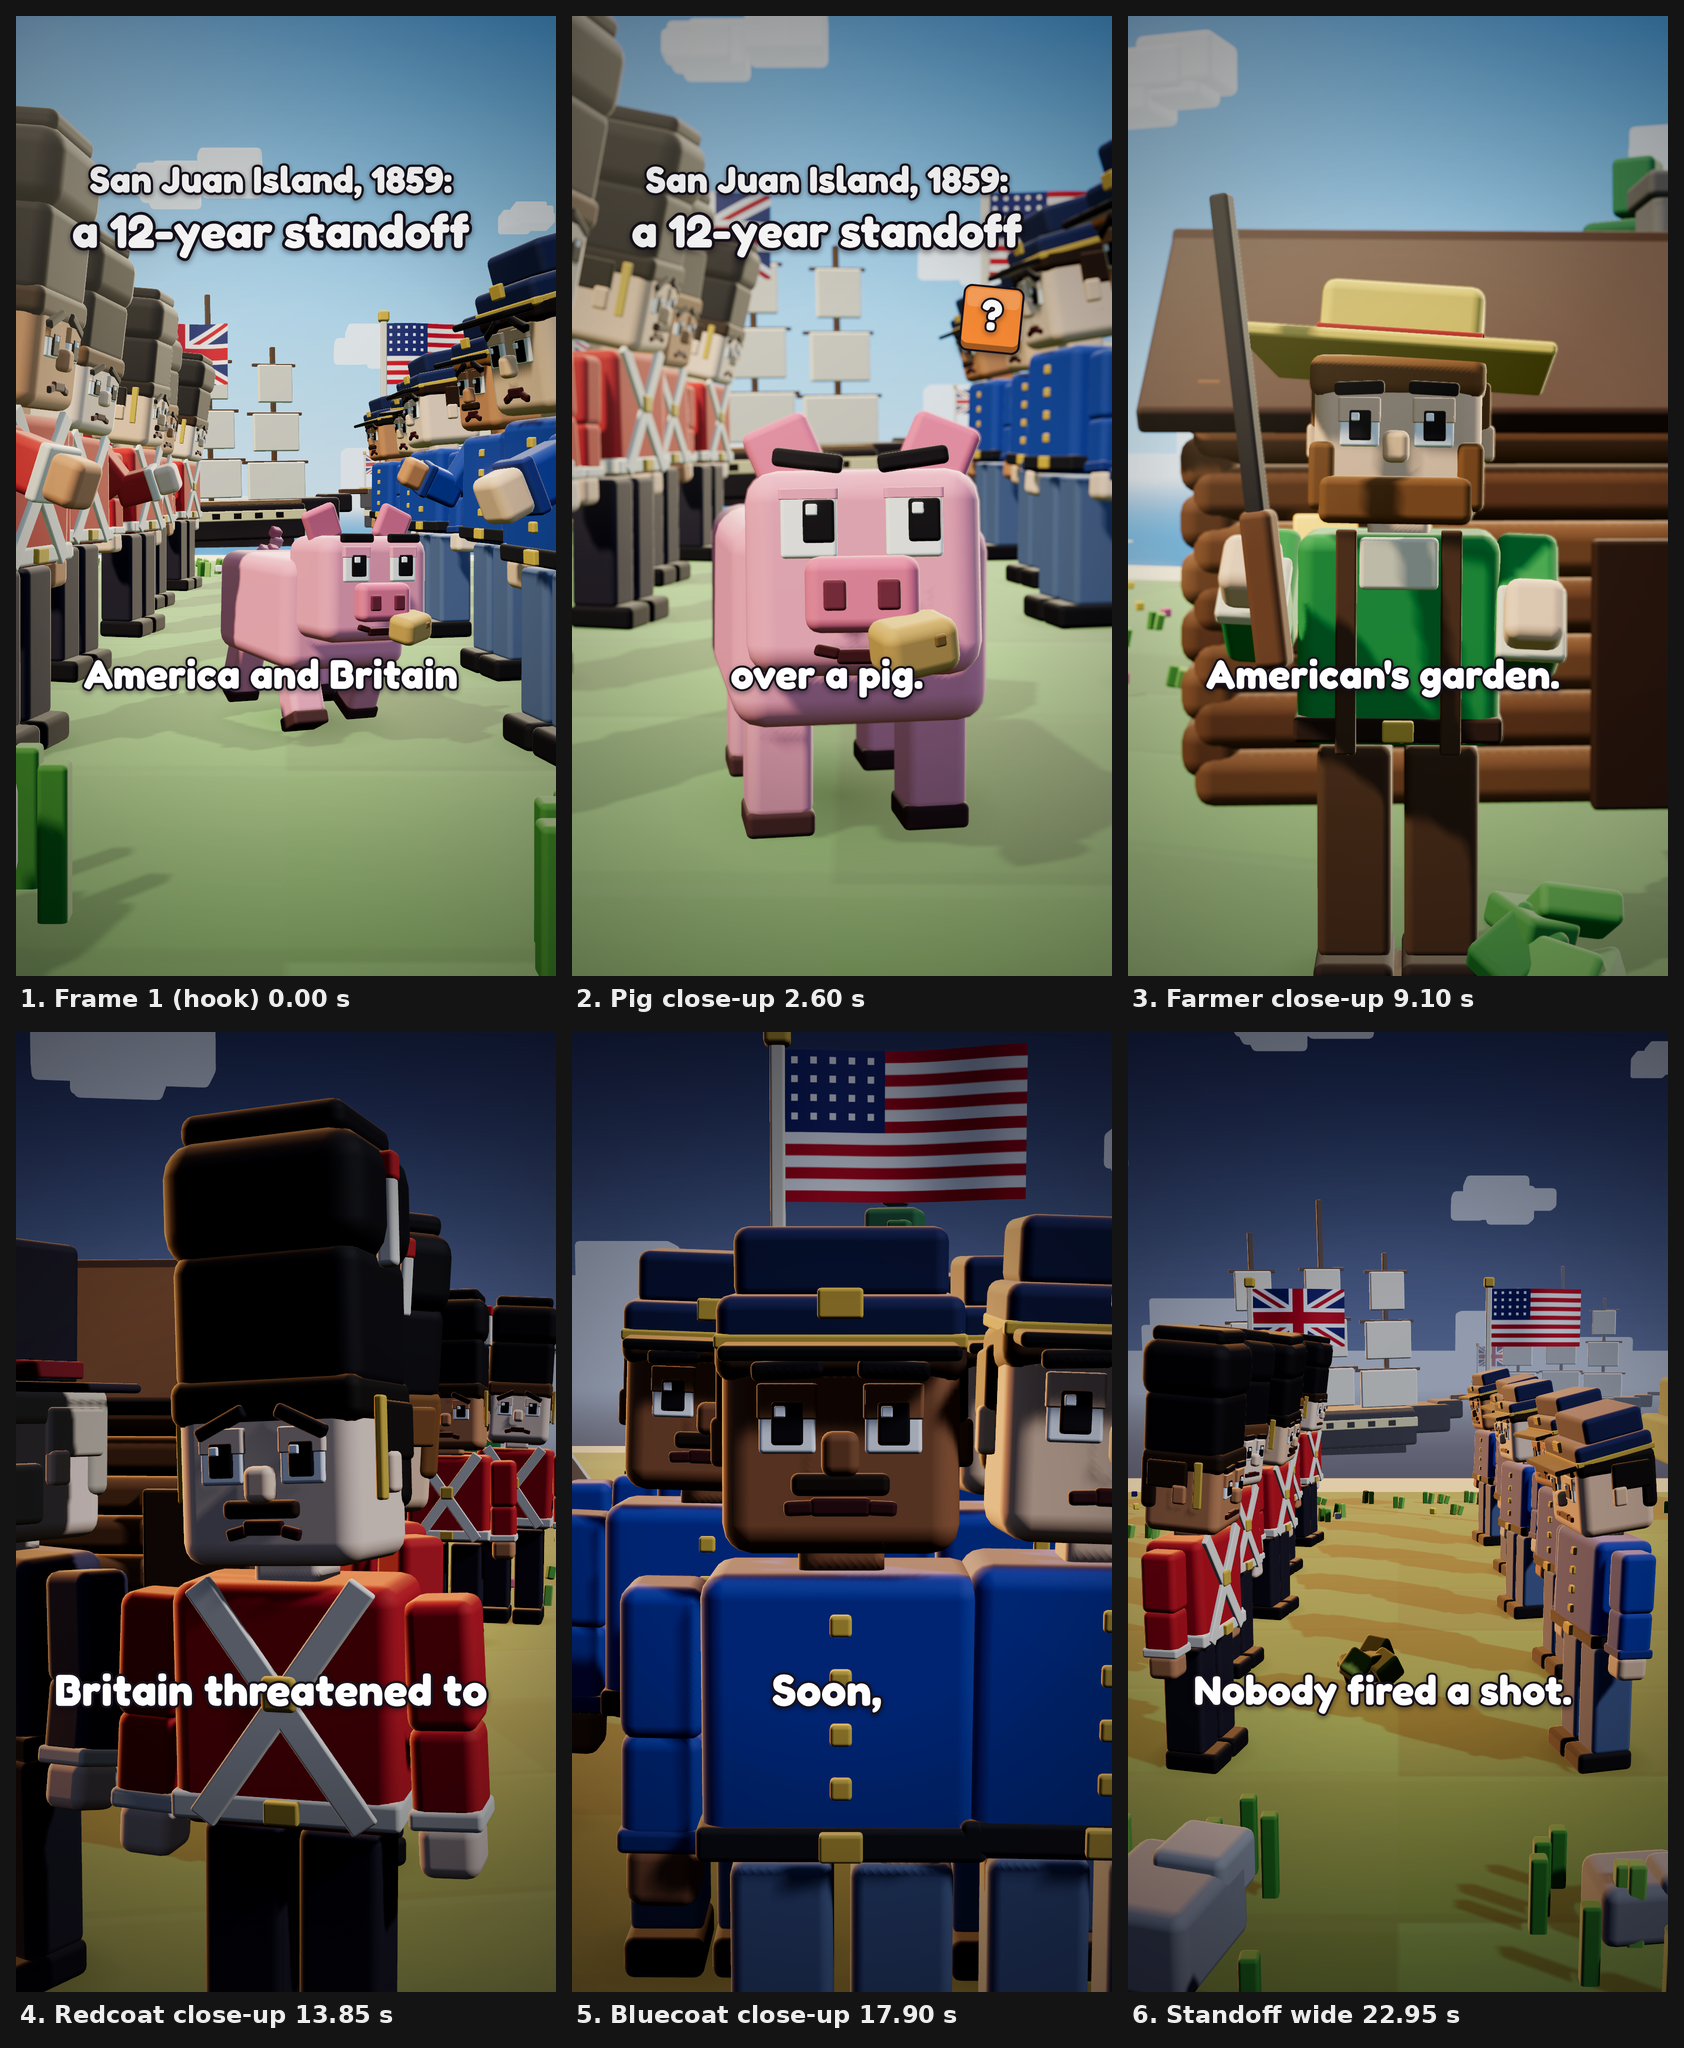 San Juan Island, 1859:
a 12-year standoff
America and Britain
1. Frame 1 (hook) 0.00 s
San Juan Island, 1859:
a 12-year standoff
?
over a pig.
2. Pig close-up 2.60 s
American's garden.
3. Farmer close-up 9.10 s
Britain threatened to
4. Redcoat close-up 13.85 s
Soon,
5. Bluecoat close-up 17.90 s
Nobody fired a shot.
6. Standoff wide 22.95 s